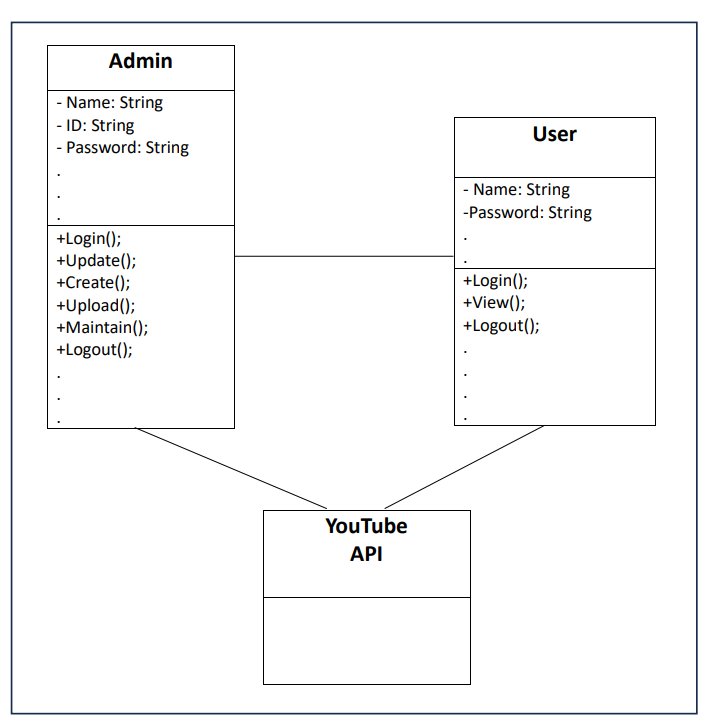 Admin
- Name: String
- ID: String
- Password: String
.
.
.
+Login();
+Update();
+Create();
+Upload();
+Maintain();
+Logout();
.
.
.
User
- Name: String
-Password: String
.
.
+Login();
+View();
+Logout();
.
.
.
.
YouTube
API